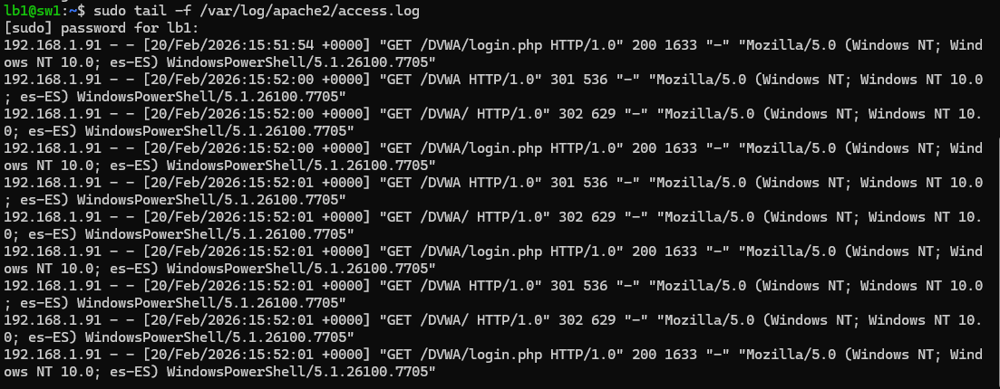 lb1@sw1:~$ sudo tail -f /var/log/apache2/access.log
[sudo] password for lb1:
192.168.1.91 - - [20/Feb/2026:15:51:54 +0000] "GET /DVWA/login.php HTTP/1.0" 200 1633 "-" "Mozilla/5.0 (Windows NT; Wind
ows NT 10.0; es-ES) WindowsPowerShell/5.1.26100.7705"
192.168.1.91 - - [20/Feb/2026:15:52:00 +0000] "GET /DVWA HTTP/1.0" 301 536 "-" "Mozilla/5.0 (Windows NT; Windows NT 10.0
; es-ES) WindowsPowerShell/5.1.26100.7705"
192.168.1.91 - - [20/Feb/2026:15:52:00 +0000] "GET /DVWA/ HTTP/1.0" 302 629 "-" "Mozilla/5.0 (Windows NT; Windows NT 10.
0; es-ES) WindowsPowerShell/5.1.26100.7705"
192.168.1.91 - - [20/Feb/2026:15:52:00 +0000] "GET /DVWA/login.php HTTP/1.0" 200 1633 "-" "Mozilla/5.0 (Windows NT; Wind
ows NT 10.0; es-ES) WindowsPowerShell/5.1.26100.7705"
192.168.1.91 - - [20/Feb/2026:15:52:01 +0000] "GET /DVWA HTTP/1.0" 301 536 "-" "Mozilla/5.0 (Windows NT; Windows NT 10.0
; es-ES) WindowsPowerShell/5.1.26100.7705"
192.168.1.91 - - [20/Feb/2026:15:52:01 +0000] "GET /DVWA/ HTTP/1.0" 302 629 "-" "Mozilla/5.0 (Windows NT; Windows NT 10.
0; es-ES) WindowsPowerShell/5.1.26100.7705"
192.168.1.91 - - [20/Feb/2026:15:52:01 +0000] "GET /DVWA/login.php HTTP/1.0" 200 1633 "-" "Mozilla/5.0 (Windows NT; Wind
ows NT 10.0; es-ES) WindowsPowerShell/5.1.26100.7705"
192.168.1.91 - - [20/Feb/2026:15:52:01 +0000] "GET /DVWA HTTP/1.0" 301 536 "-" "Mozilla/5.0 (Windows NT; Windows NT 10.0
; es-ES) WindowsPowerShell/5.1.26100.7705"
192.168.1.91 - - [20/Feb/2026:15:52:01 +0000] "GET /DVWA/ HTTP/1.0" 302 629 "-" "Mozilla/5.0 (Windows NT; Windows NT 10.
0; es-ES) WindowsPowerShell/5.1.26100.7705"
192.168.1.91 - - [20/Feb/2026:15:52:01 +0000] "GET /DVWA/login.php HTTP/1.0" 200 1633 "-" "Mozilla/5.0 (Windows NT; Wind
ows NT 10.0; es-ES) WindowsPowerShell/5.1.26100.7705"